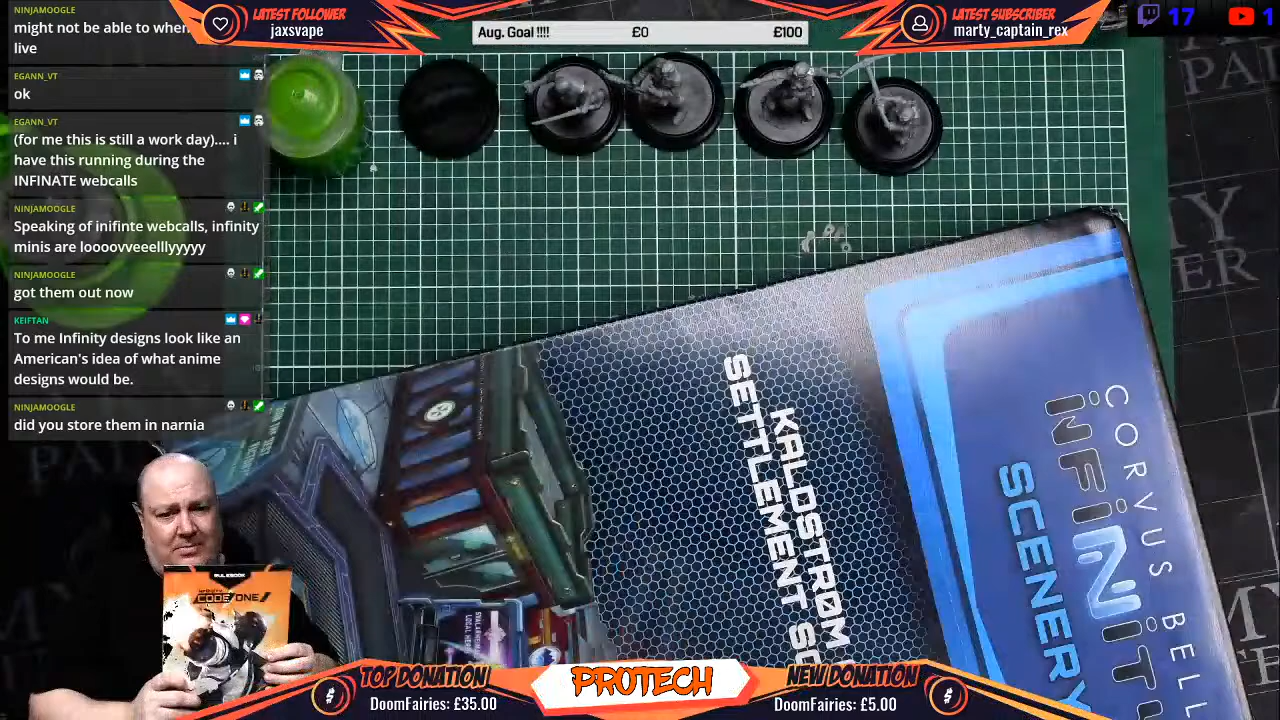 NINJAMOOGLE
might not be able to when
live
EGANN_VT
ok
EGANN_VT
(for me this is still a work day).... i
have this running during the
INFINATE webcalls
NINJAMOOGLE
Speaking of inifinte webcalls, infinity
minis are loooovveeelllyyyyy
NINJAMOOGLE
got them out now
KEIFTAN
To me Infinity designs look like an
American's idea of what anime
designs would be.
NINJAMOOGLE
did you store them in narnia
LATEST FOLLOWER
jaxsvape
Aug. Goal !!!! £0 £100
LATEST SUBSCRIBER
marty_captain_rex
17 1
KALDSTRØM
SETTLEMENT
CORVUS BELL
INFINITY
SCENERY
RULEBOOK
CODE ONE
TOP DONATION
DoomFairies: £35.00
PROTECH
NEW DONATION
DoomFairies: £5.00